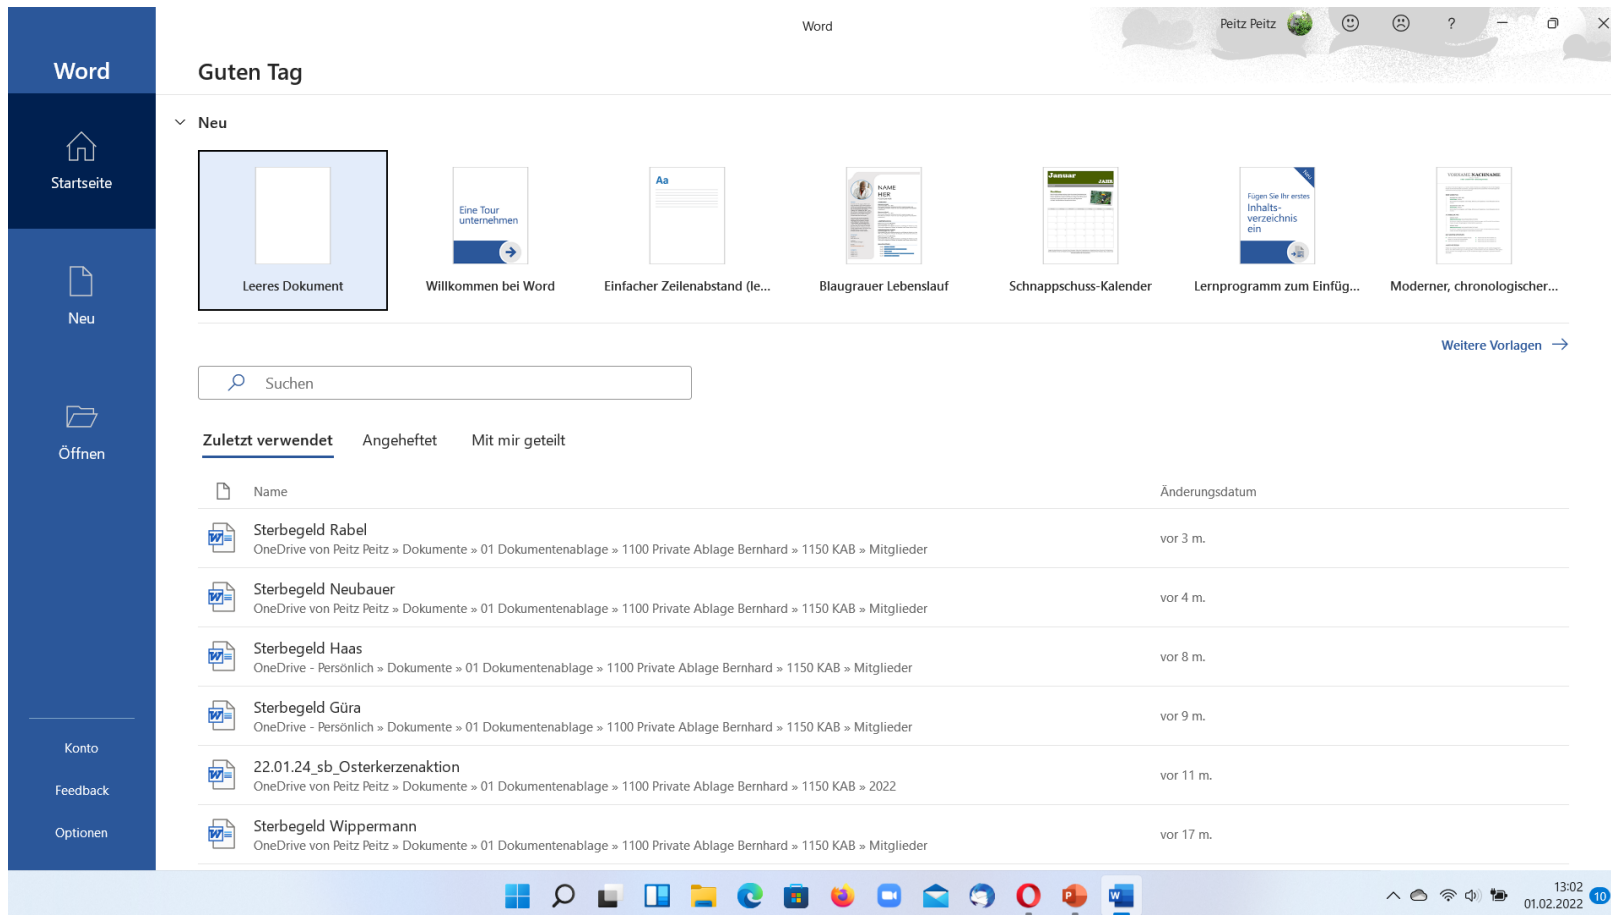 Word
Peitz Peitz
?
Word
Guten Tag
Startseite
Neu
Öffnen
Konto
Feedback
Optionen
Neu
Leeres Dokument
Eine Tour
unternehmen
Willkommen bei Word
Aa
Einfacher Zeilenabstand (le...
NAME
HIER
Blaugrauer Lebenslauf
Januar
JAHR
Schnappschuss-Kalender
NEU
Fügen Sie Ihr erstes
Inhalts-
verzeichnis
ein
Lernprogramm zum Einfüg...
VORNAME NACHNAME
Moderner, chronologischer...
Weitere Vorlagen
Suchen
Zuletzt verwendet Angeheftet Mit mir geteilt
Name Änderungsdatum
Sterbegeld Rabel
OneDrive von Peitz Peitz » Dokumente » 01 Dokumentenablage » 1100 Private Ablage Bernhard » 1150 KAB » Mitglieder
vor 3 m.
Sterbegeld Neubauer
OneDrive von Peitz Peitz » Dokumente » 01 Dokumentenablage » 1100 Private Ablage Bernhard » 1150 KAB » Mitglieder
vor 4 m.
Sterbegeld Haas
OneDrive - Persönlich » Dokumente » 01 Dokumentenablage » 1100 Private Ablage Bernhard » 1150 KAB » Mitglieder
vor 8 m.
Sterbegeld Güra
OneDrive - Persönlich » Dokumente » 01 Dokumentenablage » 1100 Private Ablage Bernhard » 1150 KAB » Mitglieder
vor 9 m.
22.01.24_sb_Osterkerzenaktion
OneDrive von Peitz Peitz » Dokumente » 01 Dokumentenablage » 1100 Private Ablage Bernhard » 1150 KAB » 2022
vor 11 m.
Sterbegeld Wippermann
OneDrive von Peitz Peitz » Dokumente » 01 Dokumentenablage » 1100 Private Ablage Bernhard » 1150 KAB » Mitglieder
vor 17 m.
13:02
01.02.2022
10